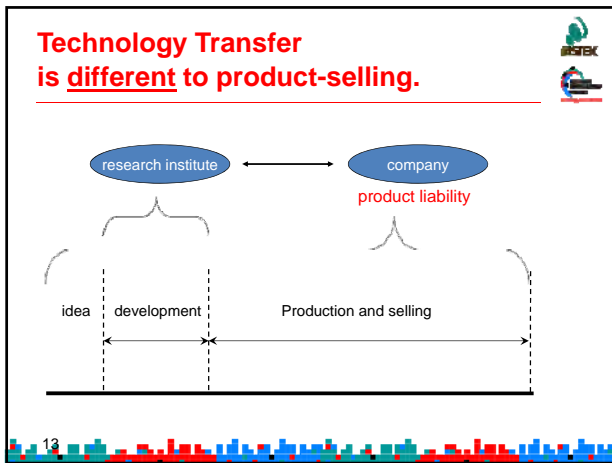 Technology Transfer
is different to product-selling.
research institute
company
product liability
idea
development
Production and selling
13